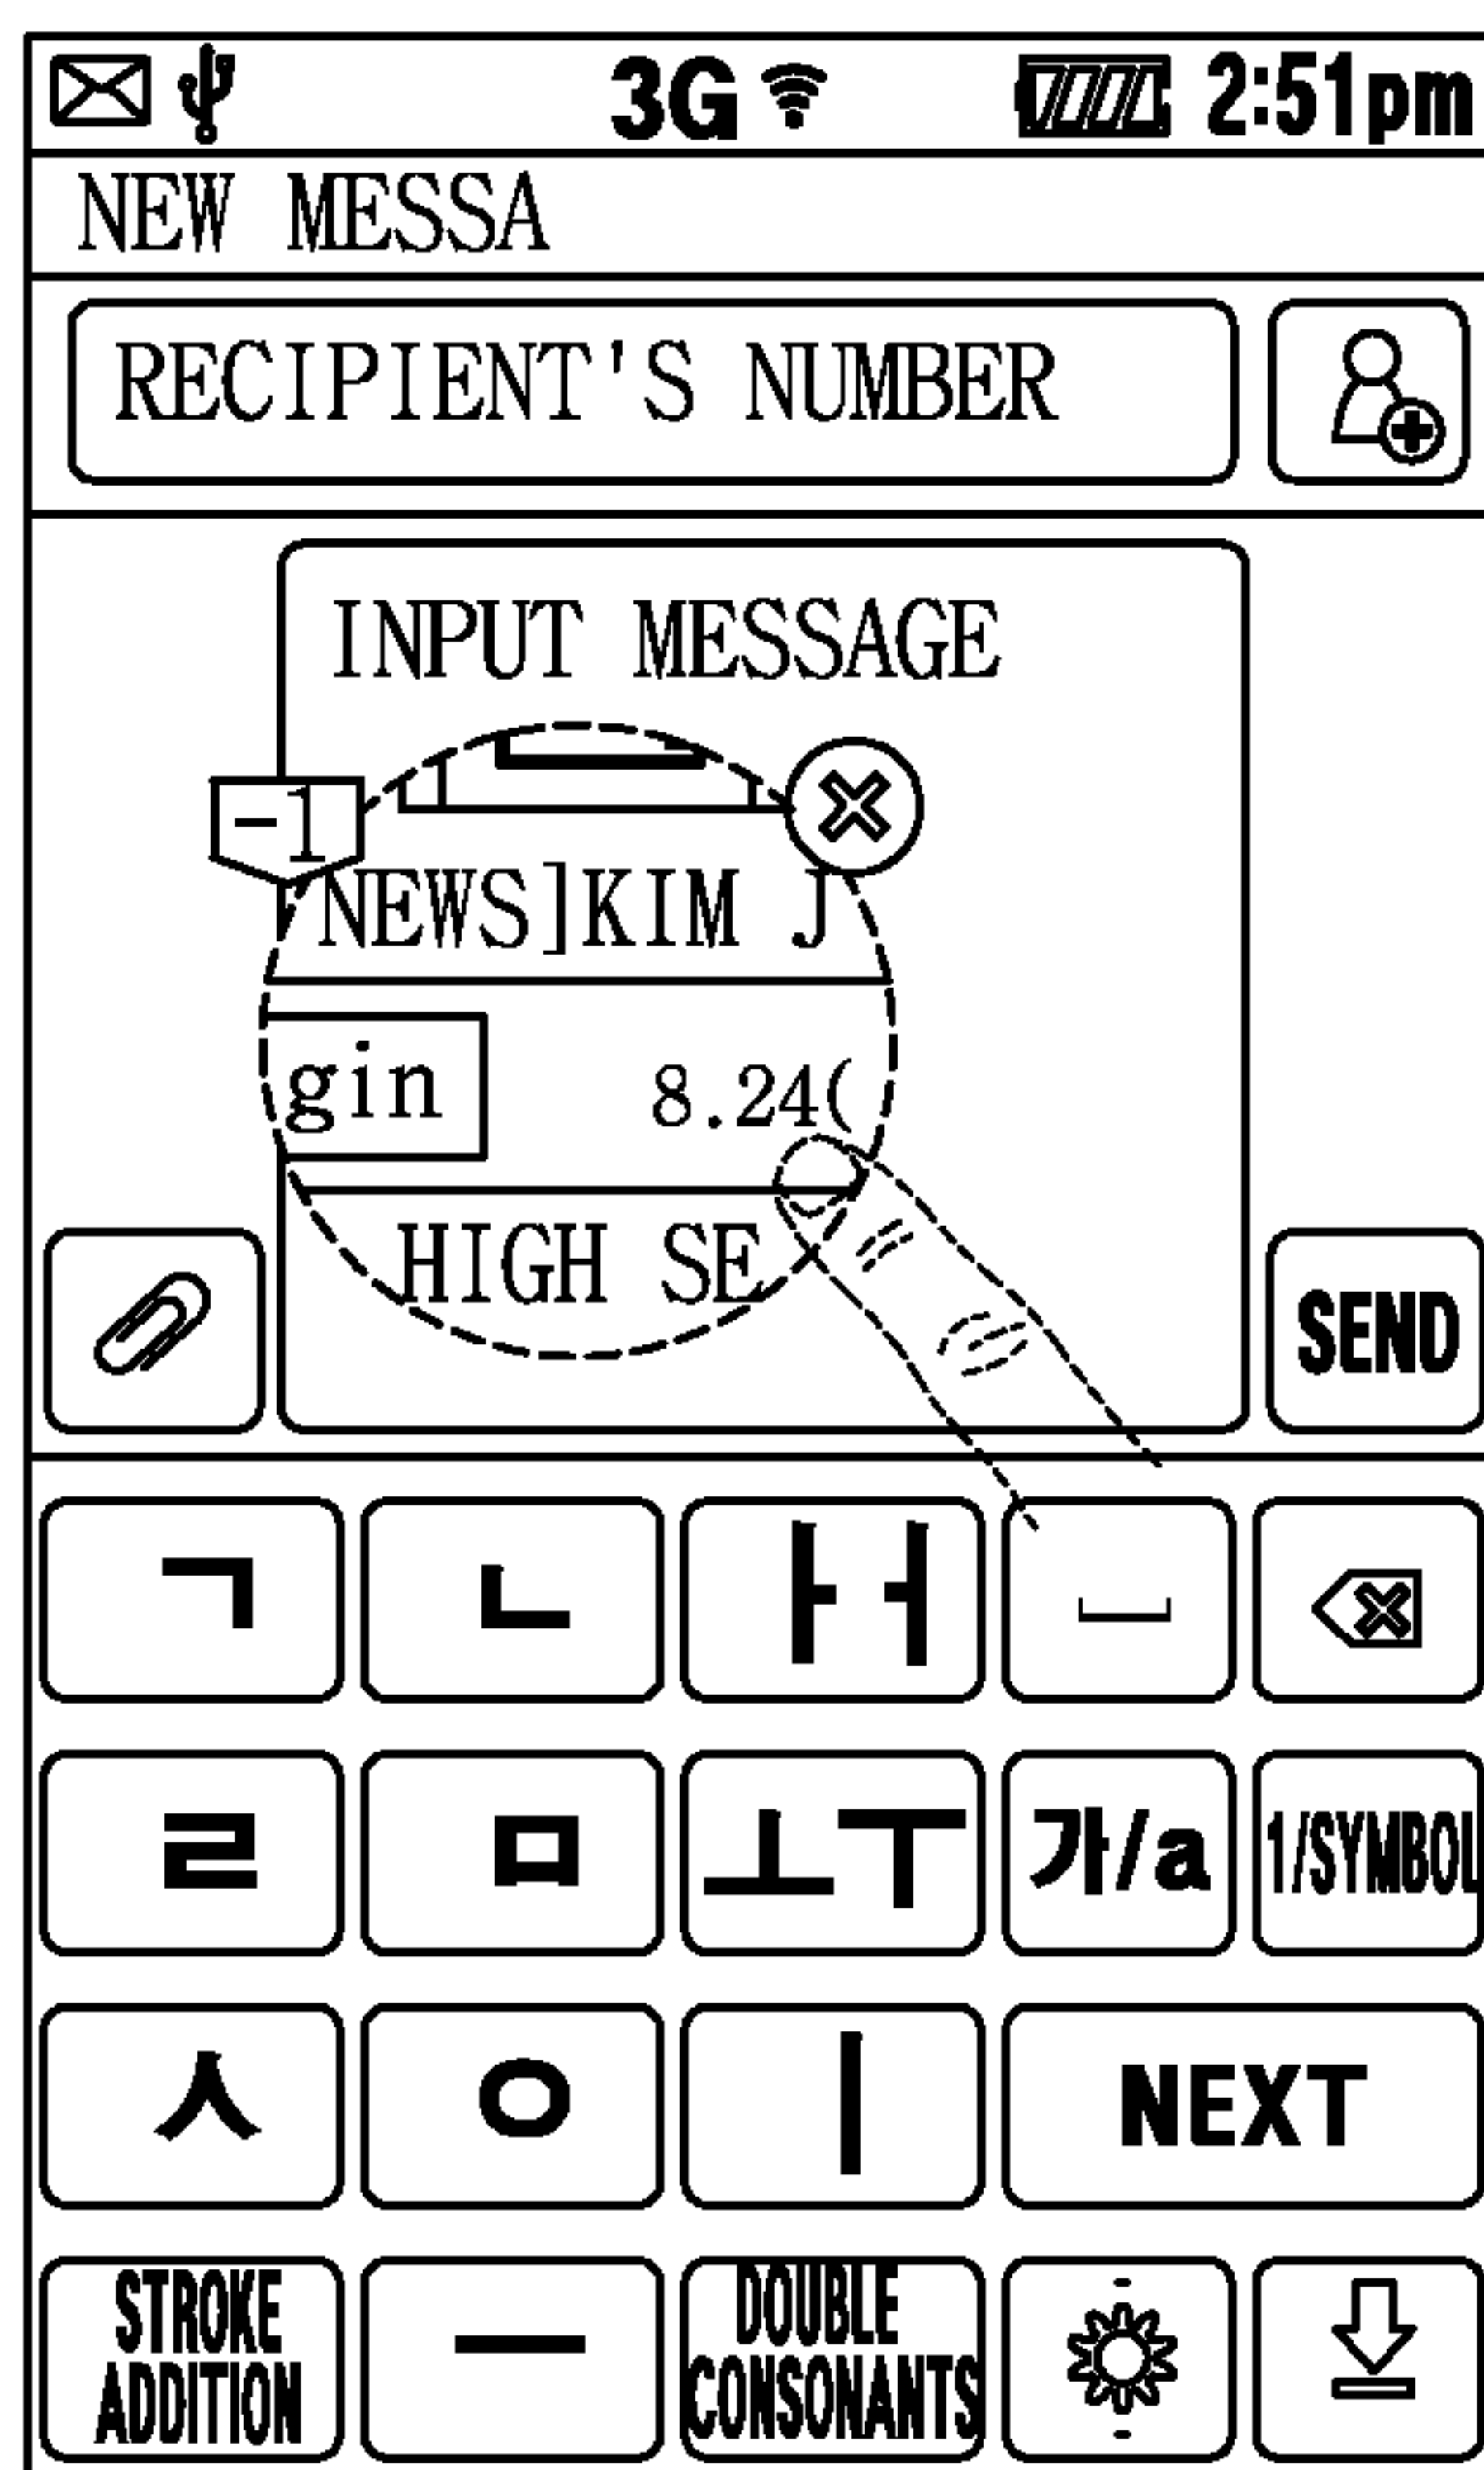 3G 2:51pm
NEW MESSA
RECIPIENT'S NUMBER
INPUT MESSAGE
-1
NEWS]KIM J
gin 8.24(
HIGH SE
SEND
ㄱ ㄴ ㅏㅓ
ㄹ ㅁ ㅗㅜ 가/a 1/SYMBOL
ㅅ ㅇ ㅣ NEXT
STROKE ADDITION ㅡ DOUBLE CONSONANTS